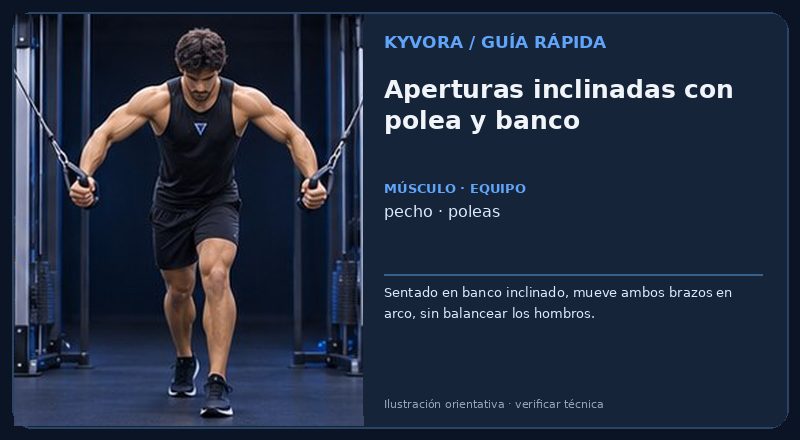 KYVORA / GUÍA RÁPIDA
Aperturas inclinadas con
polea y banco
MÚSCULO · EQUIPO
pecho · poleas
Sentado en banco inclinado, mueve ambos brazos en
arco, sin balancear los hombros.
Ilustración orientativa · verificar técnica